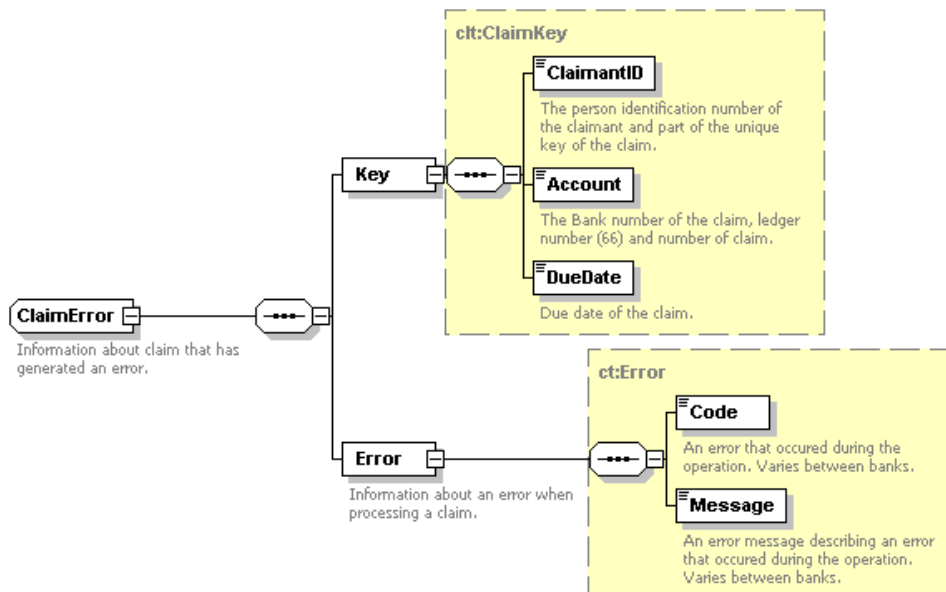 clt:ClaimKey
ClaimantID
The person identification number of
the claimant and part of the unique
key of the claim.
Key
Account
The Bank number of the claim, ledger
number (66) and number of claim.
DueDate
Due date of the claim.
ClaimError
Information about claim that has
generated an error.
ct:Error
Code
An error that occured during the
operation. Varies between banks.
Error
Information about an error when
processing a claim.
Message
An error message describing an error
that occured during the operation.
Varies between banks.